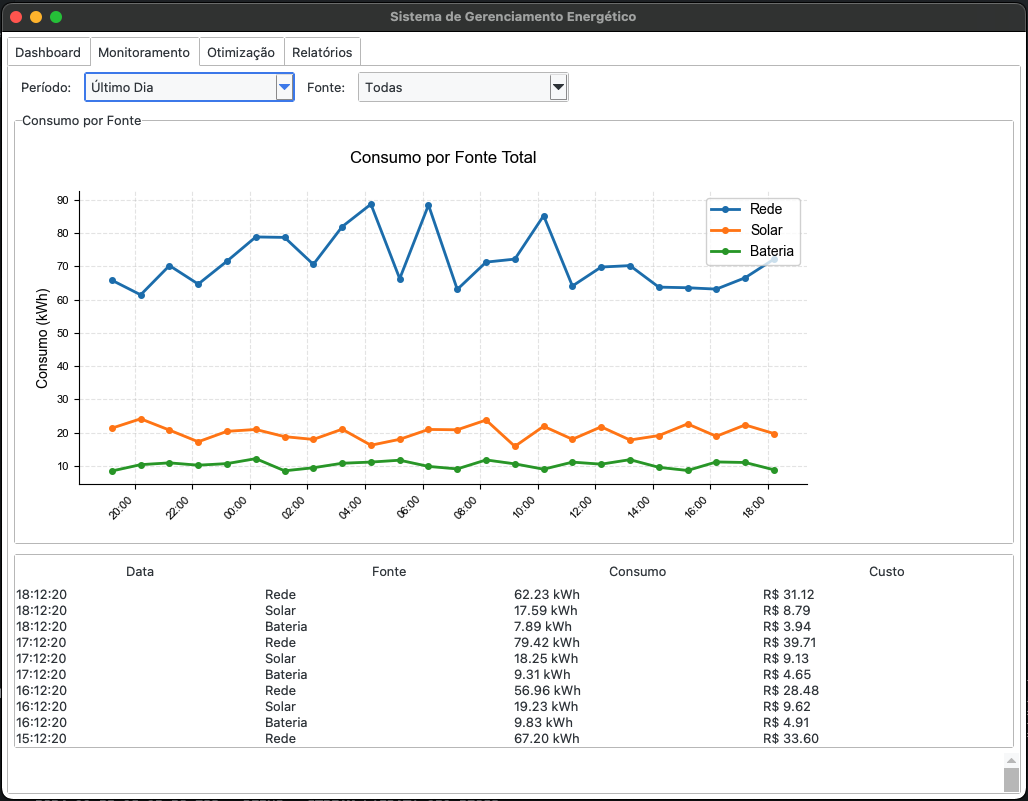 Sistema de Gerenciamento Energético
Dashboard Monitoramento Otimização Relatórios
Período: Último Dia Fonte: Todas
Consumo por Fonte
Consumo por Fonte Total
Rede
Solar
Bateria
Consumo (kWh)
90
80
70
60
50
40
30
20
10
20:00 22:00 00:00 02:00 04:00 06:00 08:00 10:00 12:00 14:00 16:00 18:00
Data Fonte Consumo Custo
18:12:20 Rede 62.23 kWh R$ 31.12
18:12:20 Solar 17.59 kWh R$ 8.79
18:12:20 Bateria 7.89 kWh R$ 3.94
17:12:20 Rede 79.42 kWh R$ 39.71
17:12:20 Solar 18.25 kWh R$ 9.13
17:12:20 Bateria 9.31 kWh R$ 4.65
16:12:20 Rede 56.96 kWh R$ 28.48
16:12:20 Solar 19.23 kWh R$ 9.62
16:12:20 Bateria 9.83 kWh R$ 4.91
15:12:20 Rede 67.20 kWh R$ 33.60